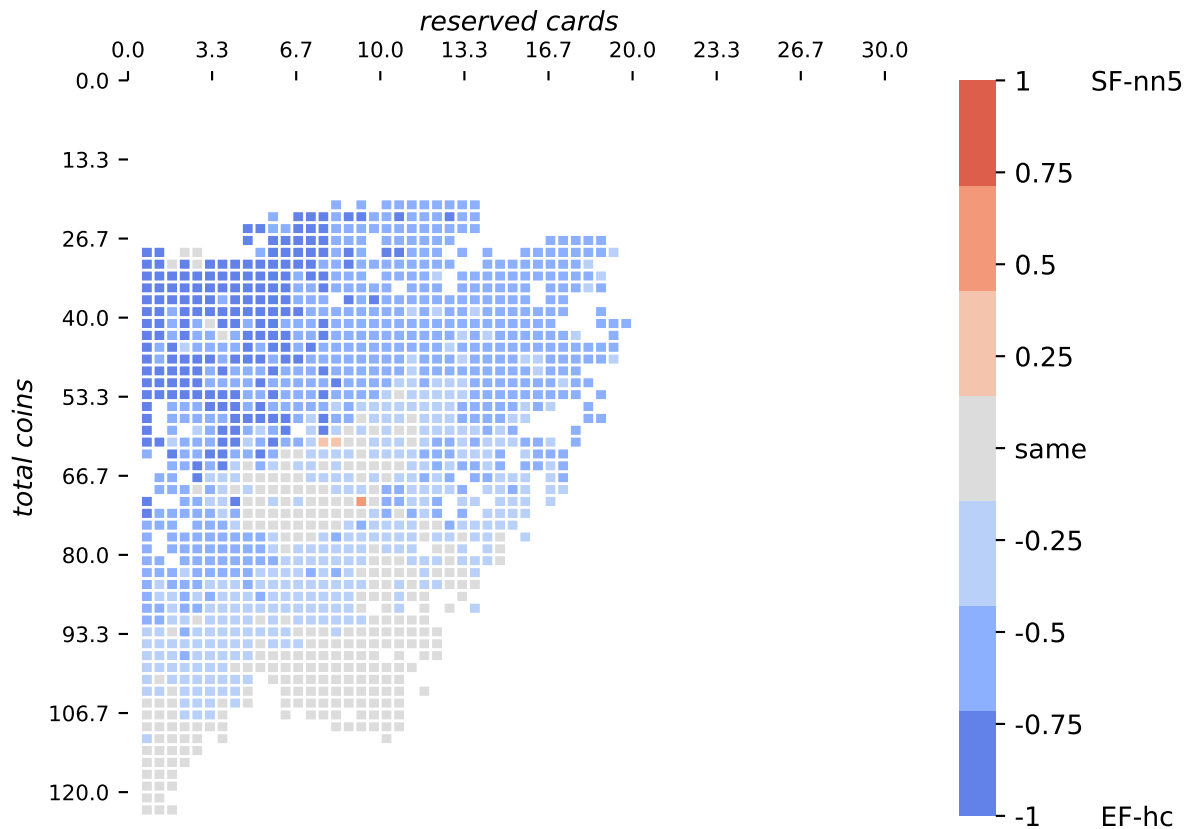 reserved cards
0.0 3.3 6.7 10.0 13.3 16.7 20.0 23.3 26.7 30.0
total coins
0.0
13.3
26.7
40.0
53.3
66.7
80.0
93.3
106.7
120.0
1 SF-nn5
0.75
0.5
0.25
same
-0.25
-0.5
-0.75
-1 EF-hc